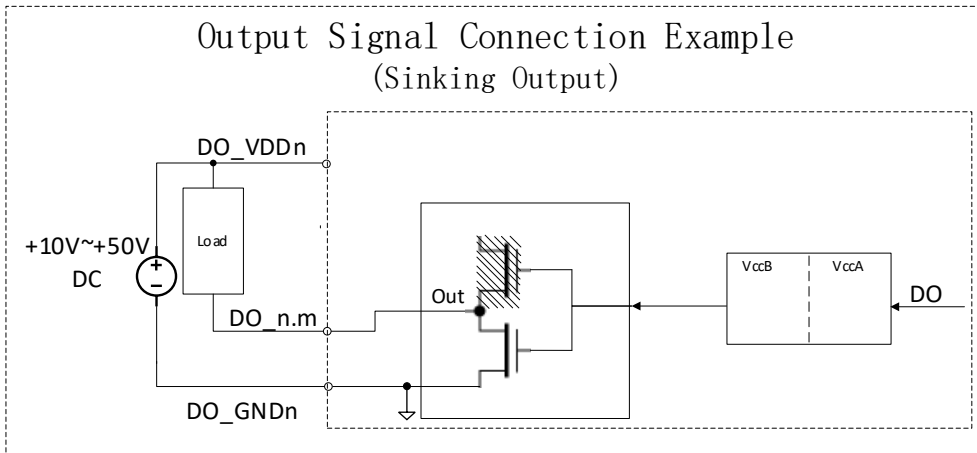 Output Signal Connection Example
(Sinking Output)
DO_VDDn
+10V~+50V
DC
+
−
Load
Out
DO_n.m
DO_GNDn
VccB
VccA
DO